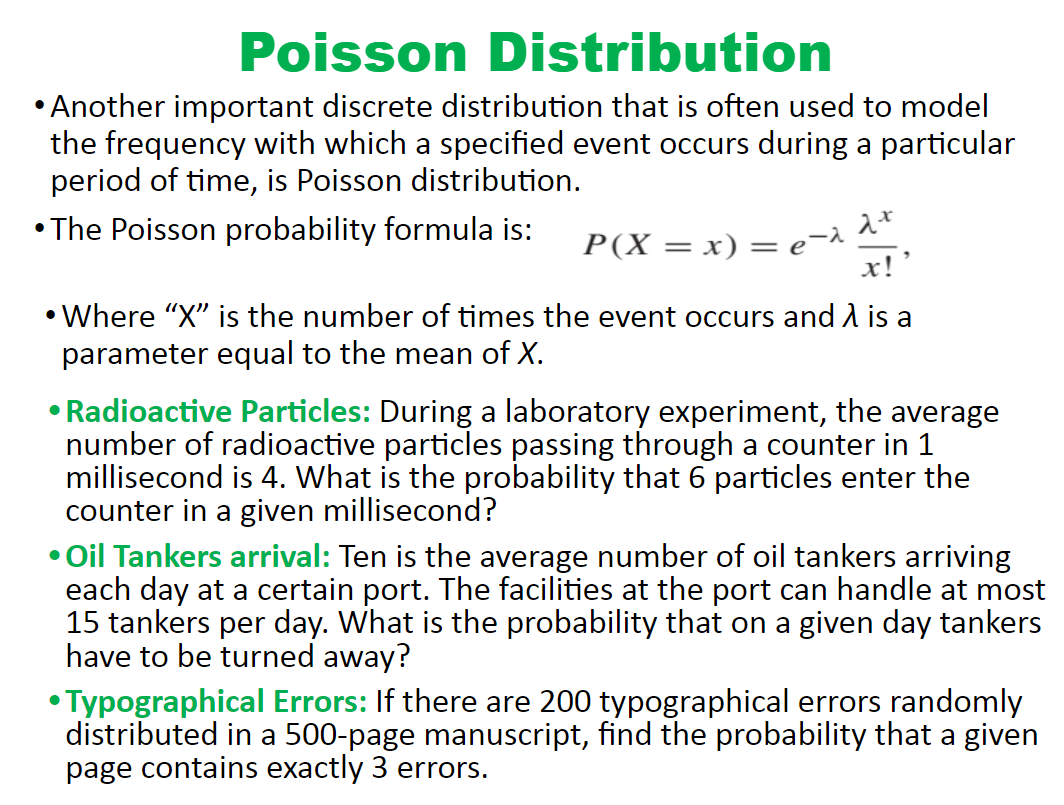 Poisson Distribution
•Another important discrete distribution that is often used to model
the frequency with which a specified event occurs during a particular
period of time, is Poisson distribution.
•The Poisson probability formula is: P(X = x) = e^{−λ} \frac{λ^x}{x!},
•Where “X” is the number of times the event occurs and λ is a
parameter equal to the mean of X.
•Radioactive Particles: During a laboratory experiment, the average
number of radioactive particles passing through a counter in 1
millisecond is 4. What is the probability that 6 particles enter the
counter in a given millisecond?
•Oil Tankers arrival: Ten is the average number of oil tankers arriving
each day at a certain port. The facilities at the port can handle at most
15 tankers per day. What is the probability that on a given day tankers
have to be turned away?
•Typographical Errors: If there are 200 typographical errors randomly
distributed in a 500-page manuscript, find the probability that a given
page contains exactly 3 errors.